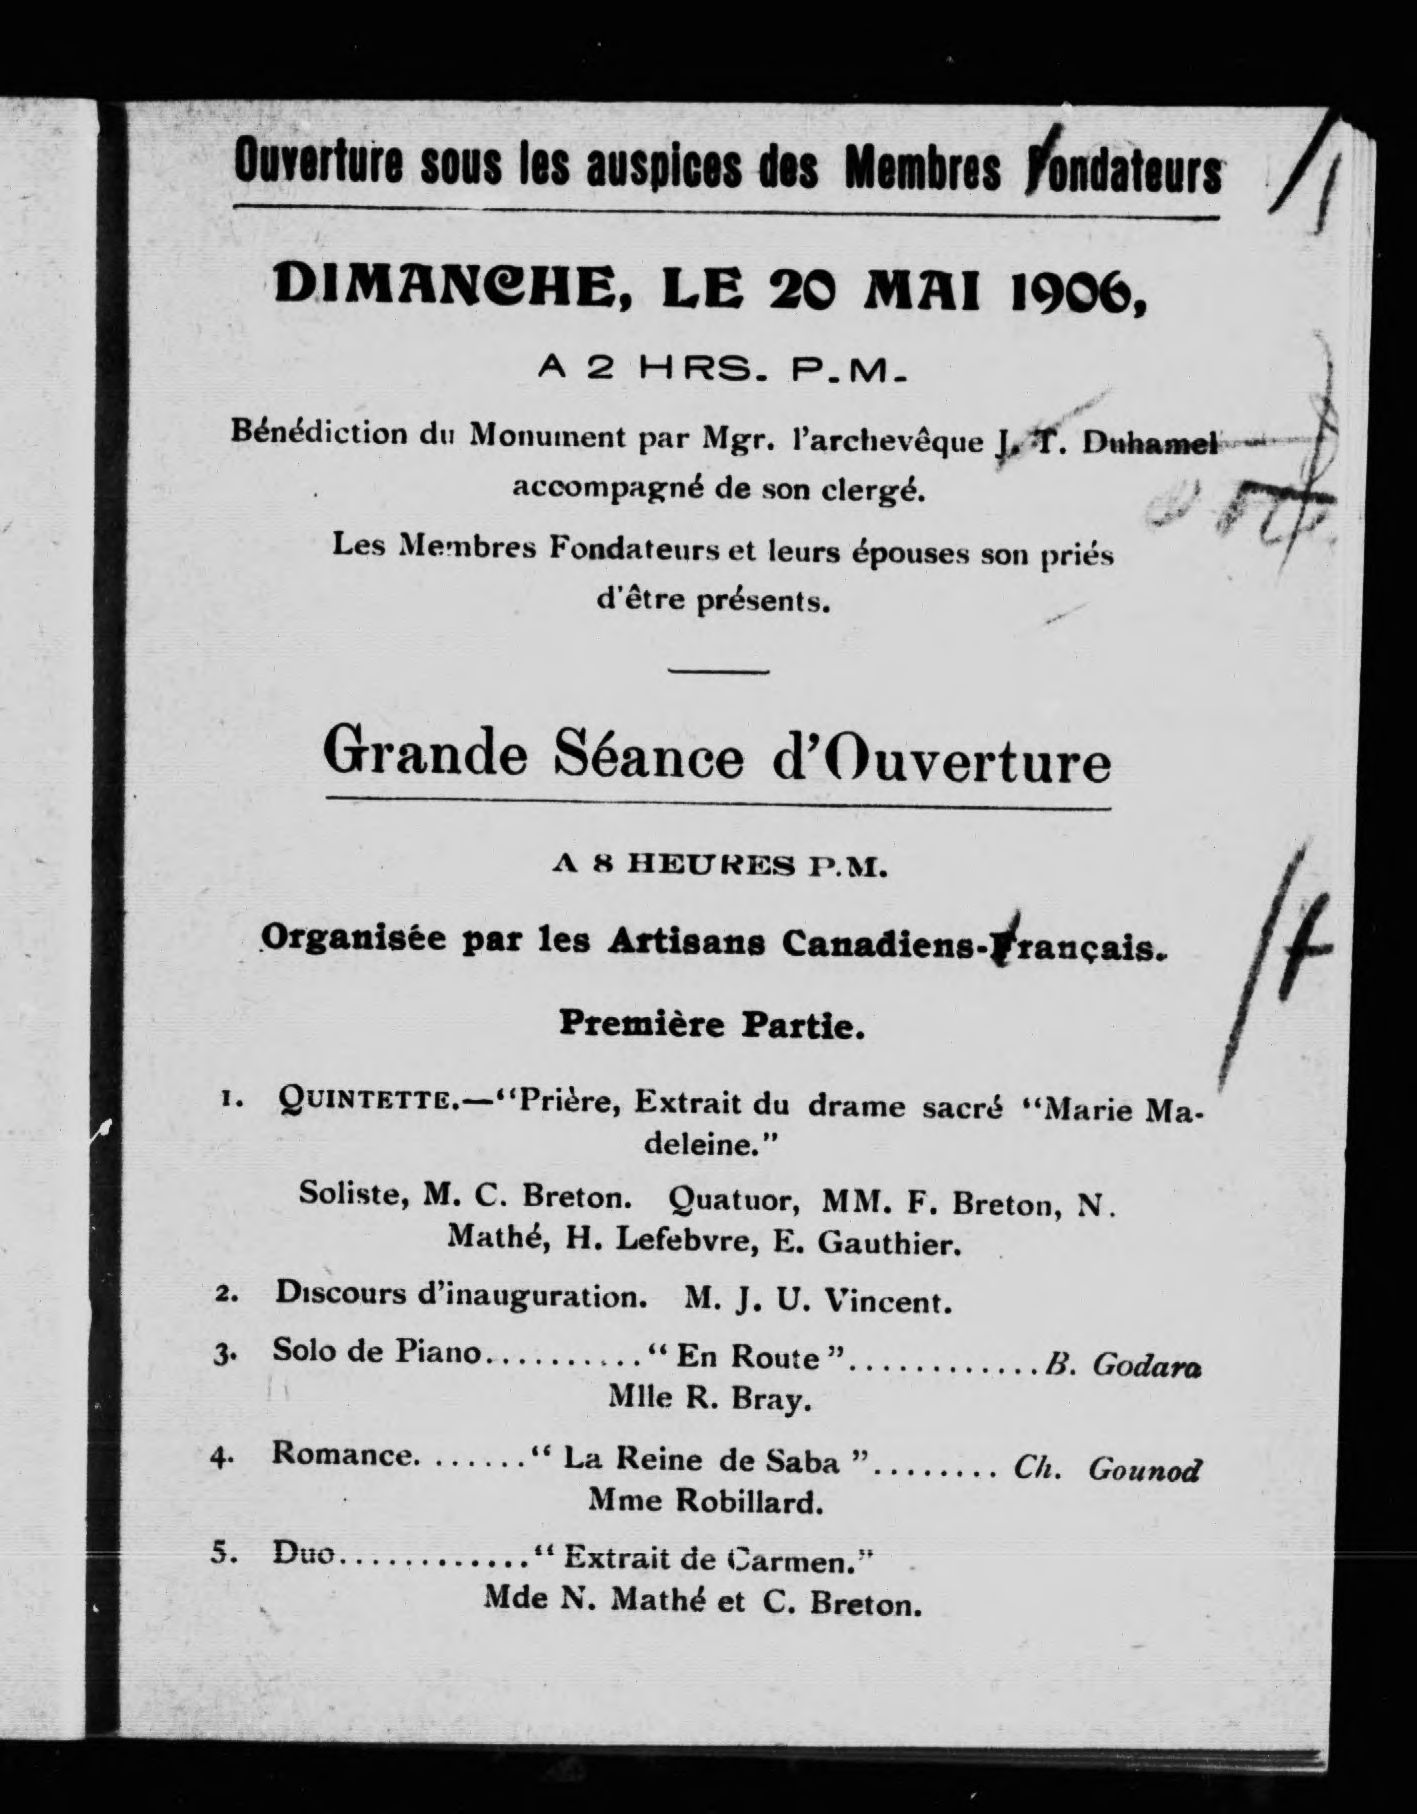 Ouverture sous les auspices des Membres Fondateurs
DIMANCHE, LE 20 MAI 1906,
A 2 HRS. P.M.
Bénédiction du Monument par Mgr. l'archevêque J. T. Duhamel
accompagné de son clergé.
Les Membres Fondateurs et leurs épouses son priés
d'être présents.
Grande Séance d'Ouverture
A 8 HEURES P.M.
Organisée par les Artisans Canadiens-Français.
Première Partie.
1. QUINTETTE.—"Prière, Extrait du drame sacré "Marie Ma-
deleine."
Soliste, M. C. Breton. Quatuor, MM. F. Breton, N.
Mathé, H. Lefebvre, E. Gauthier.
2. Discours d'inauguration. M. J. U. Vincent.
3. Solo de Piano.........." En Route "............B. Godara
Mlle R. Bray.
4. Romance. ......" La Reine de Saba "........ Ch. Gounod
Mme Robillard.
5. Duo............" Extrait de Carmen."
Mde N. Mathé et C. Breton.